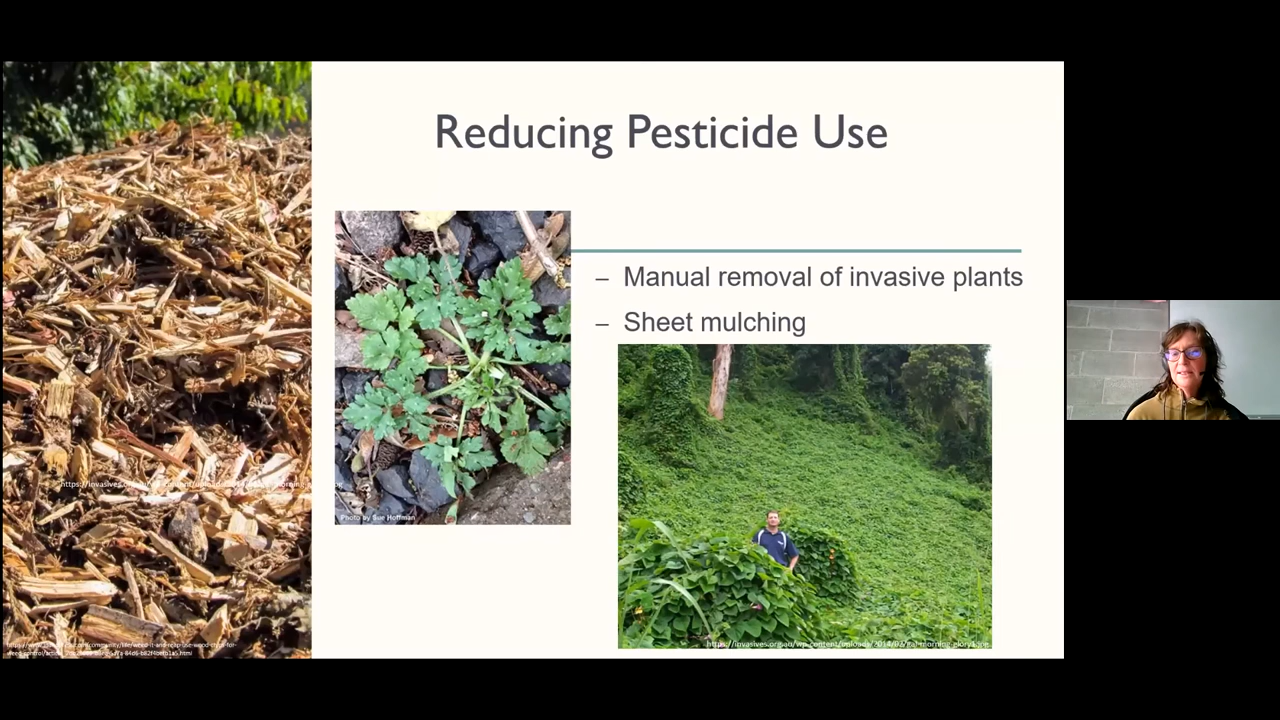 Reducing Pesticide Use
– Manual removal of invasive plants
– Sheet mulching
Photo by Sue Hoffman